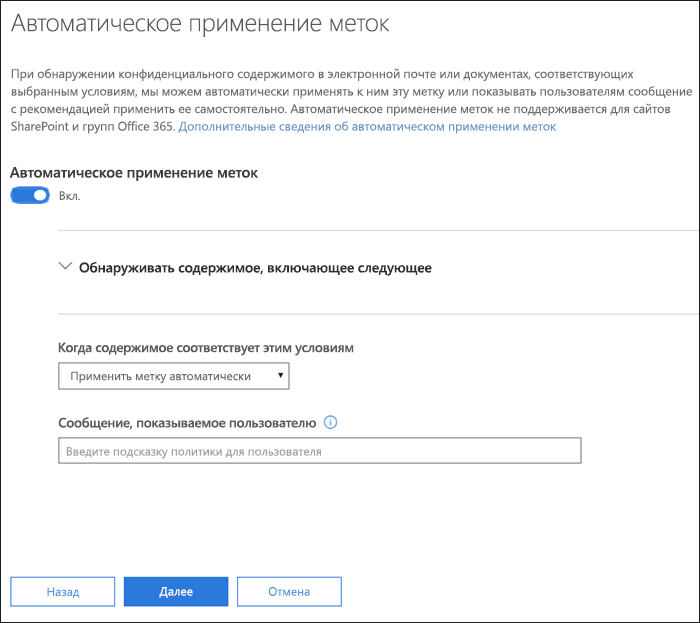 Автоматическое применение меток
При обнаружении конфиденциального содержимого в электронной почте или документах, соответствующих
выбранным условиям, мы можем автоматически применять к ним эту метку или показывать пользователям сообщение
с рекомендацией применить ее самостоятельно. Автоматическое применение меток не поддерживается для сайтов
SharePoint и групп Office 365. Дополнительные сведения об автоматическом применении меток
Автоматическое применение меток
Вкл.
Обнаруживать содержимое, включающее следующее
Когда содержимое соответствует этим условиям
Применить метку автоматически
Сообщение, показываемое пользователю
Введите подсказку политики для пользователя
Назад Далее Отмена